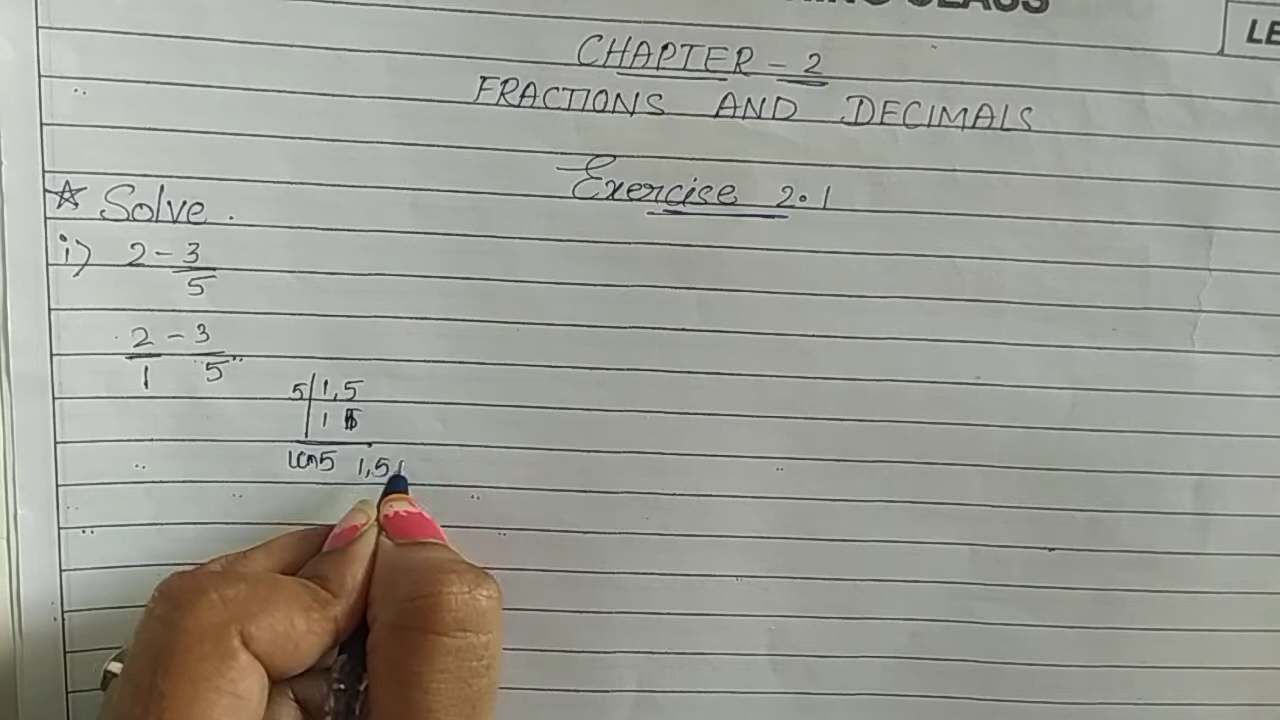 CHAPTER - 2
FRACTIONS AND DECIMALS
Exercise 2.1
☆ Solve.
i) 2 - 3/5
2/1 - 3/5
5 | 1, 5
1 5
LCM 5 1,5